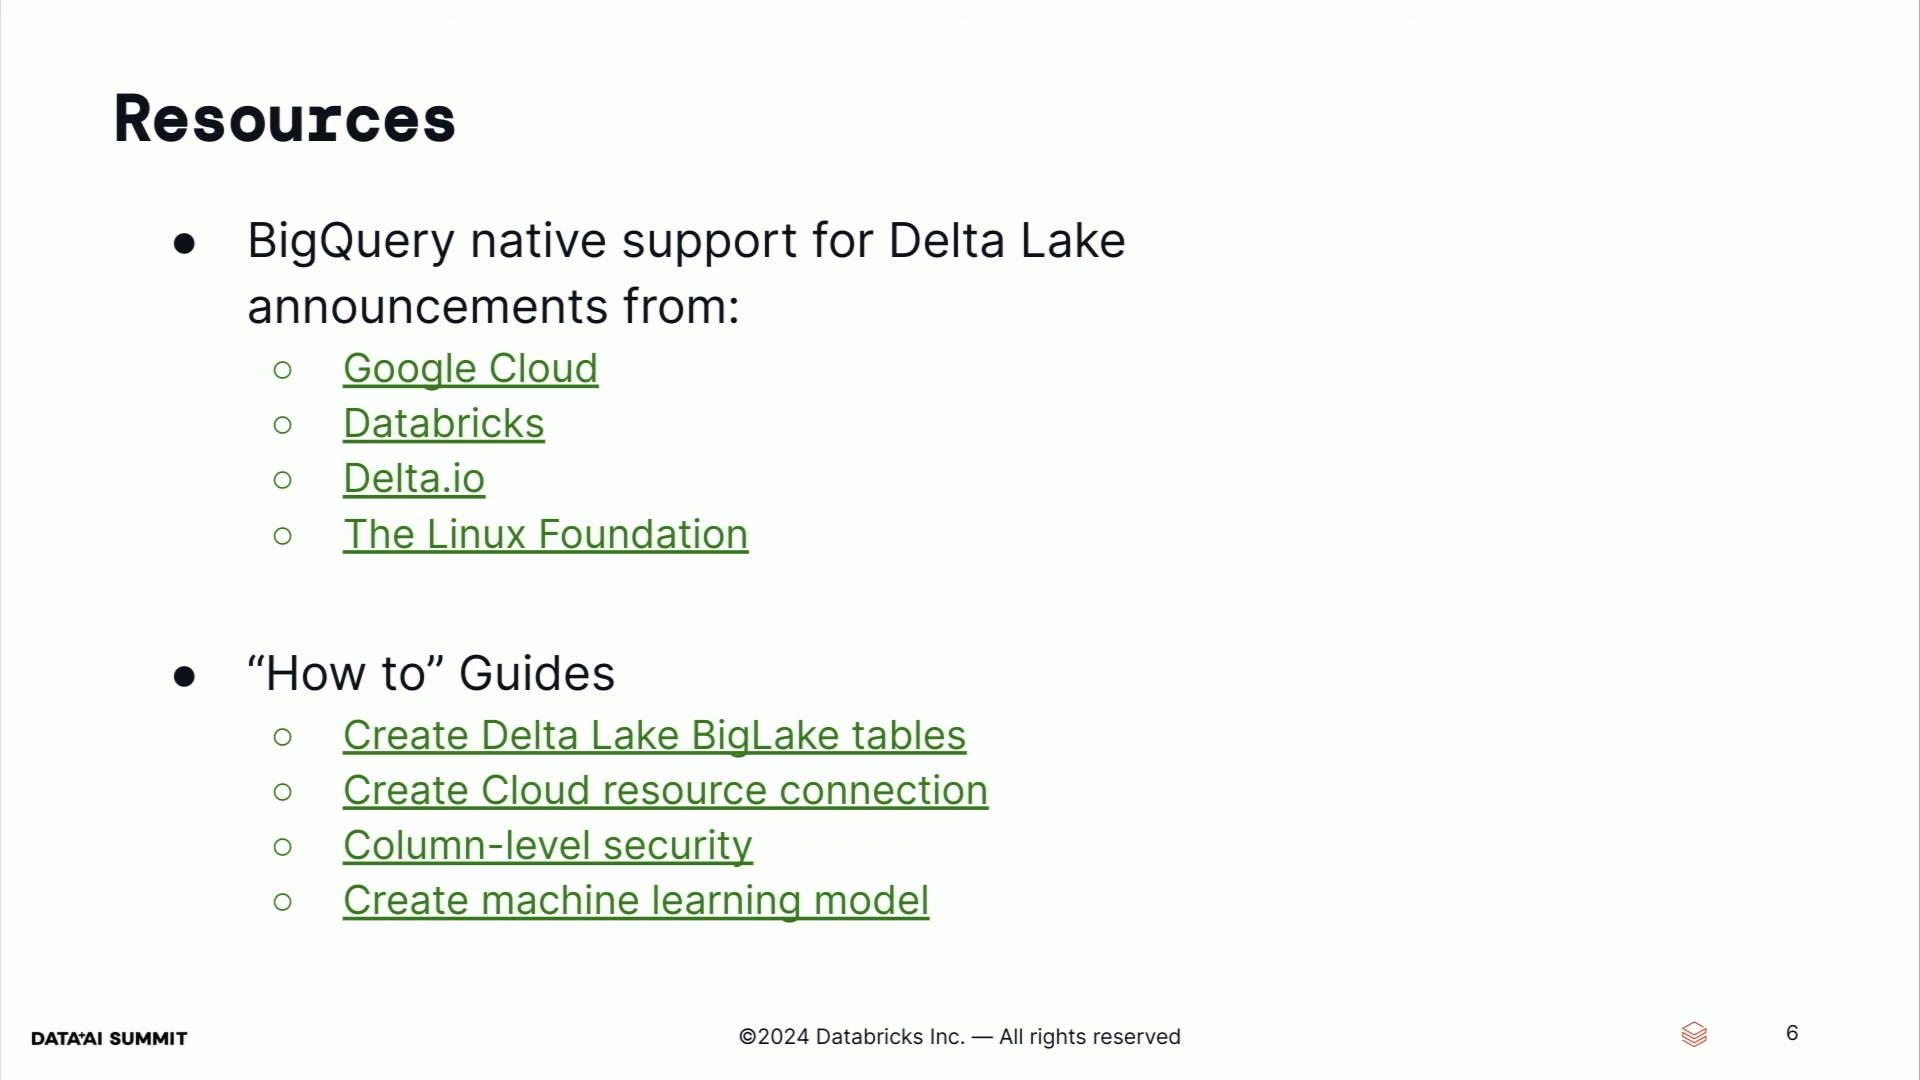 Resources
● BigQuery native support for Delta Lake
announcements from:
○ Google Cloud
○ Databricks
○ Delta.io
○ The Linux Foundation
● “How to” Guides
○ Create Delta Lake BigLake tables
○ Create Cloud resource connection
○ Column-level security
○ Create machine learning model
DATA+AI SUMMIT
©2024 Databricks Inc. — All rights reserved
6